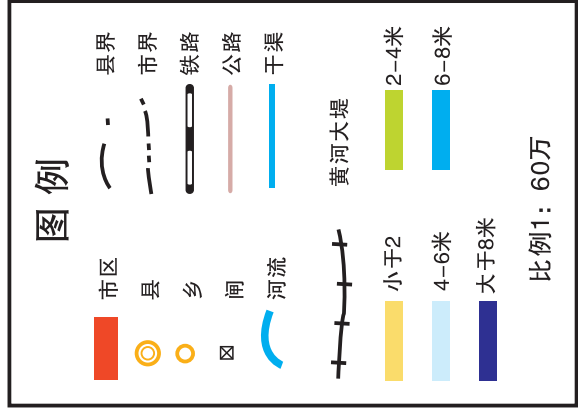 图 例
市区 县界
县 市界
乡 铁路
闸 公路
河流 干渠
黄河大堤
小于2 2-4米
4-6米 6-8米
大于8米
比例1：60万